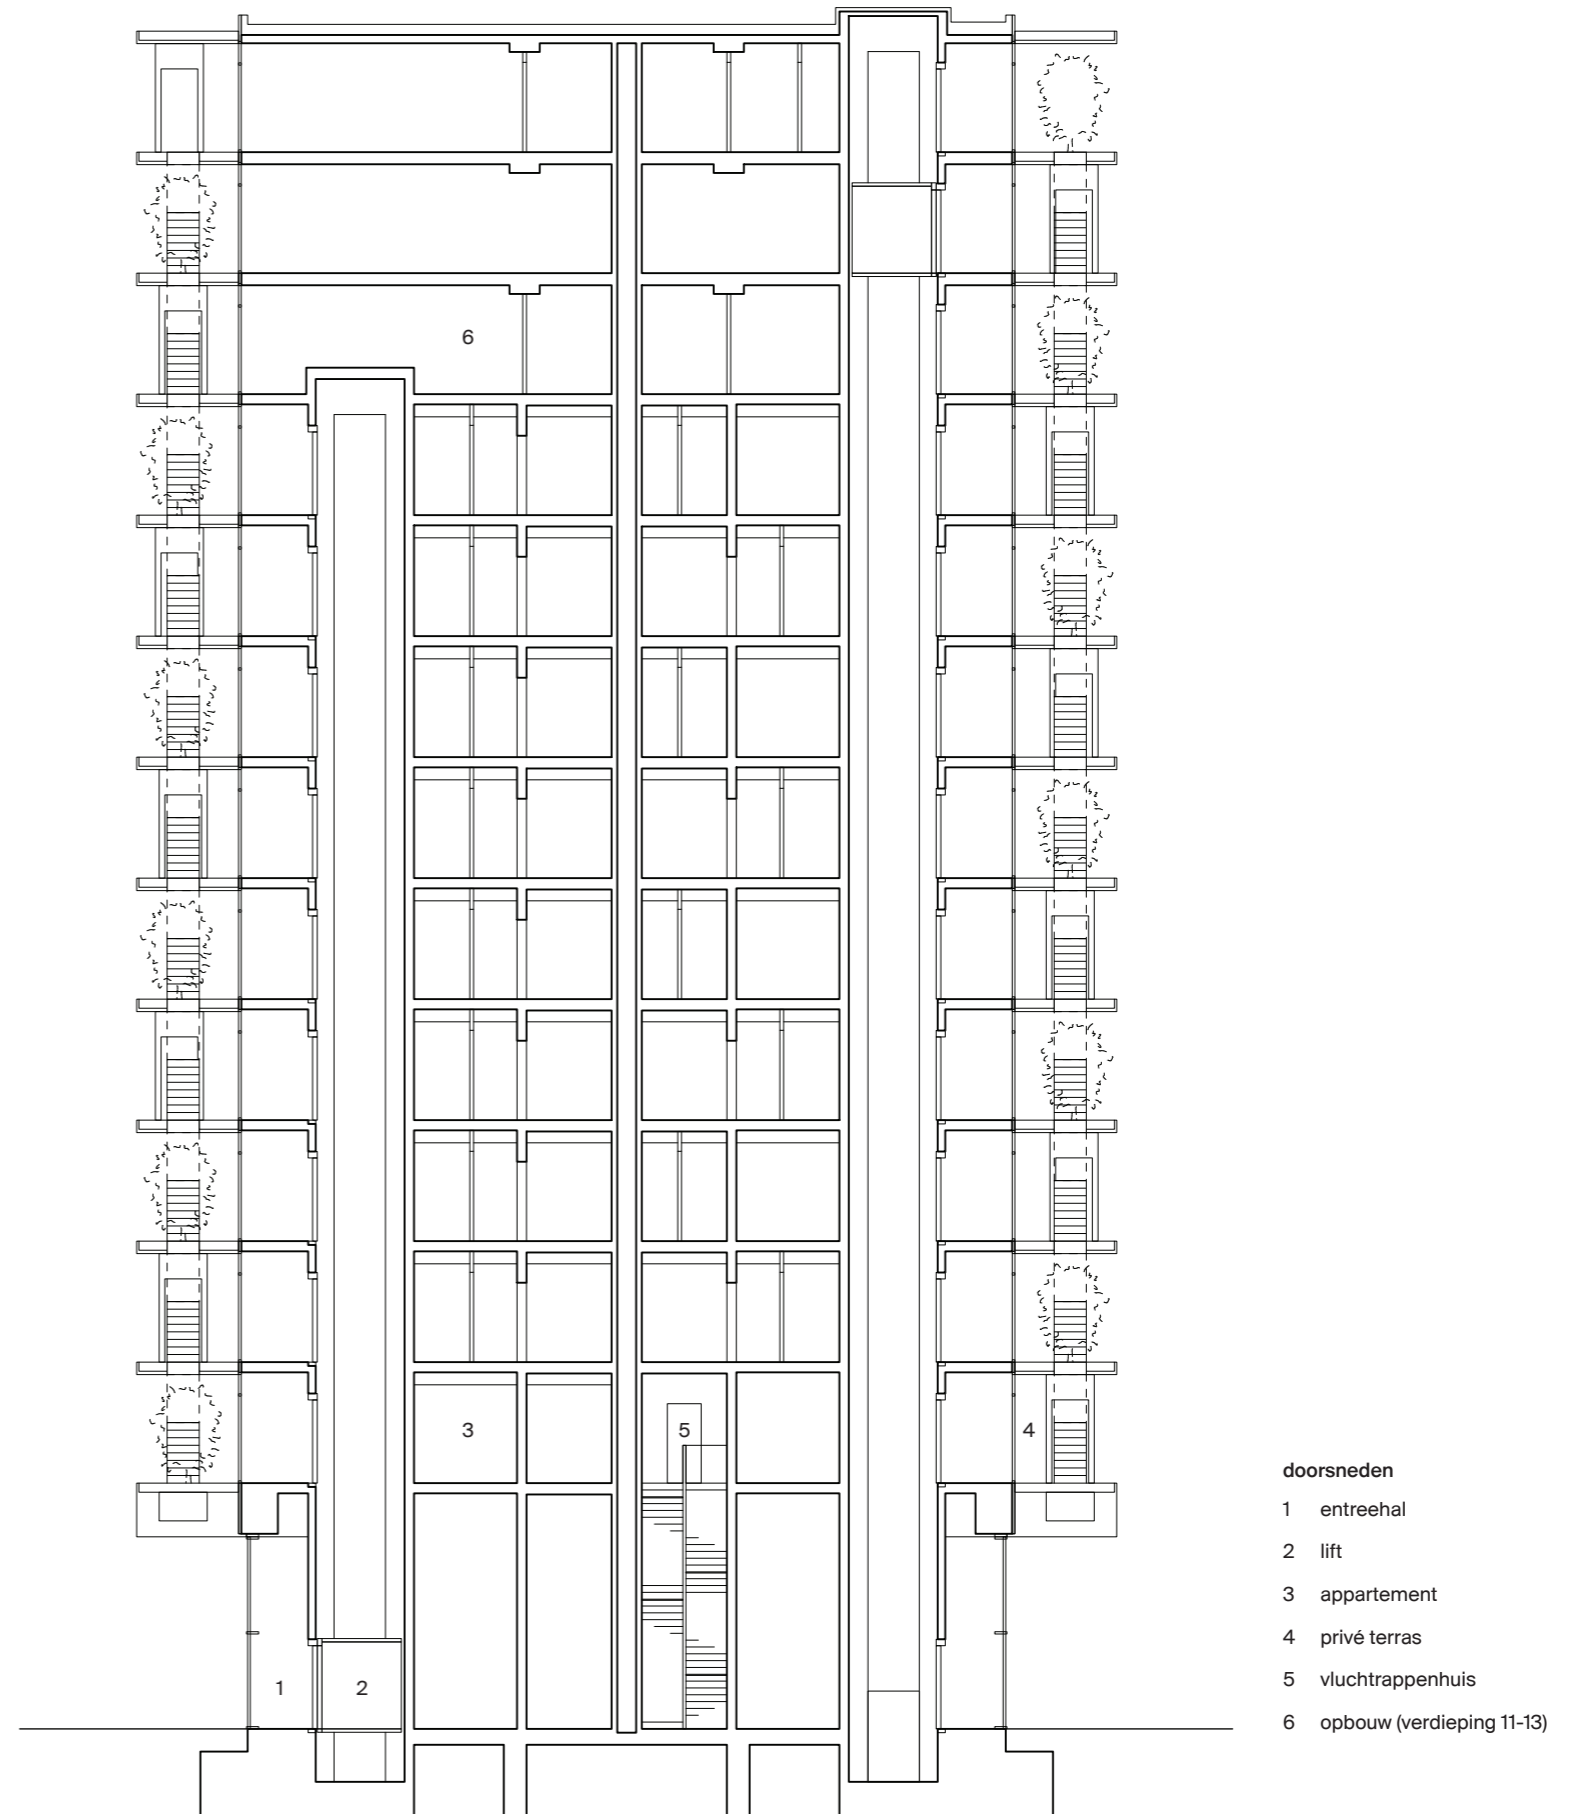 6
3
5
4
1
2
doorsneden
1 entreehal
2 lift
3 appartement
4 privé terras
5 vluchtrappenhuis
6 opbouw (verdieping 11-13)